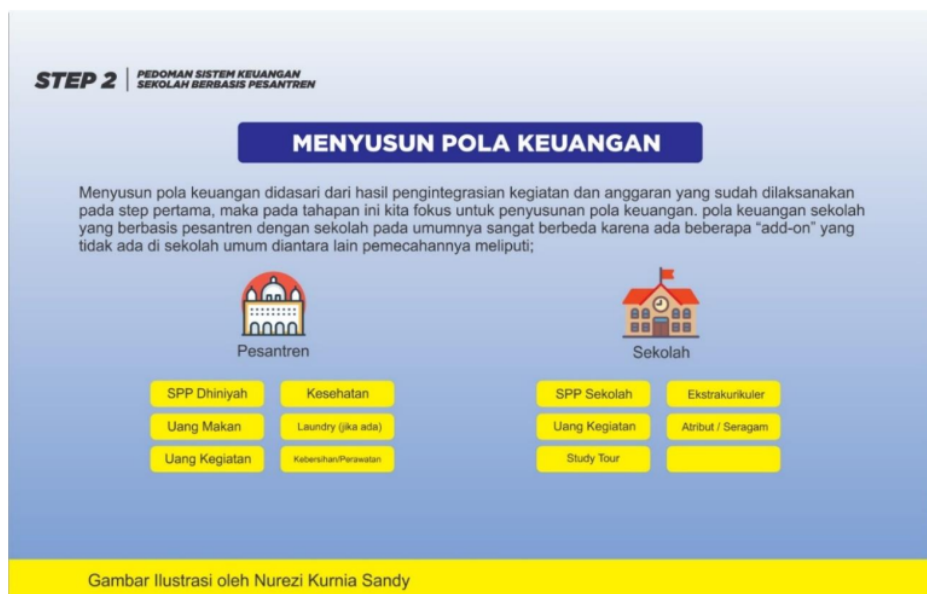 STEP 2
PEDOMAN SISTEM KEUANGAN
SEKOLAH BERBASIS PESANTREN
MENYUSUN POLA KEUANGAN
Menyusun pola keuangan didasari dari hasil pengintegrasian kegiatan dan anggaran yang sudah dilaksanakan
pada step pertama, maka pada tahapan ini kita fokus untuk penyusunan pola keuangan. pola keuangan sekolah
yang berbasis pesantren dengan sekolah pada umumnya sangat berbeda karena ada beberapa “add-on” yang
tidak ada di sekolah umum diantara lain pemecahannya meliputi;
Pesantren
SPP Dhiniyah
Kesehatan
Uang Makan
Laundry (jika ada)
Uang Kegiatan
Kebersihan/Perawatan
Sekolah
SPP Sekolah
Ekstrakurikuler
Uang Kegiatan
Atribut / Seragam
Study Tour
Gambar Ilustrasi oleh Nurezi Kurnia Sandy